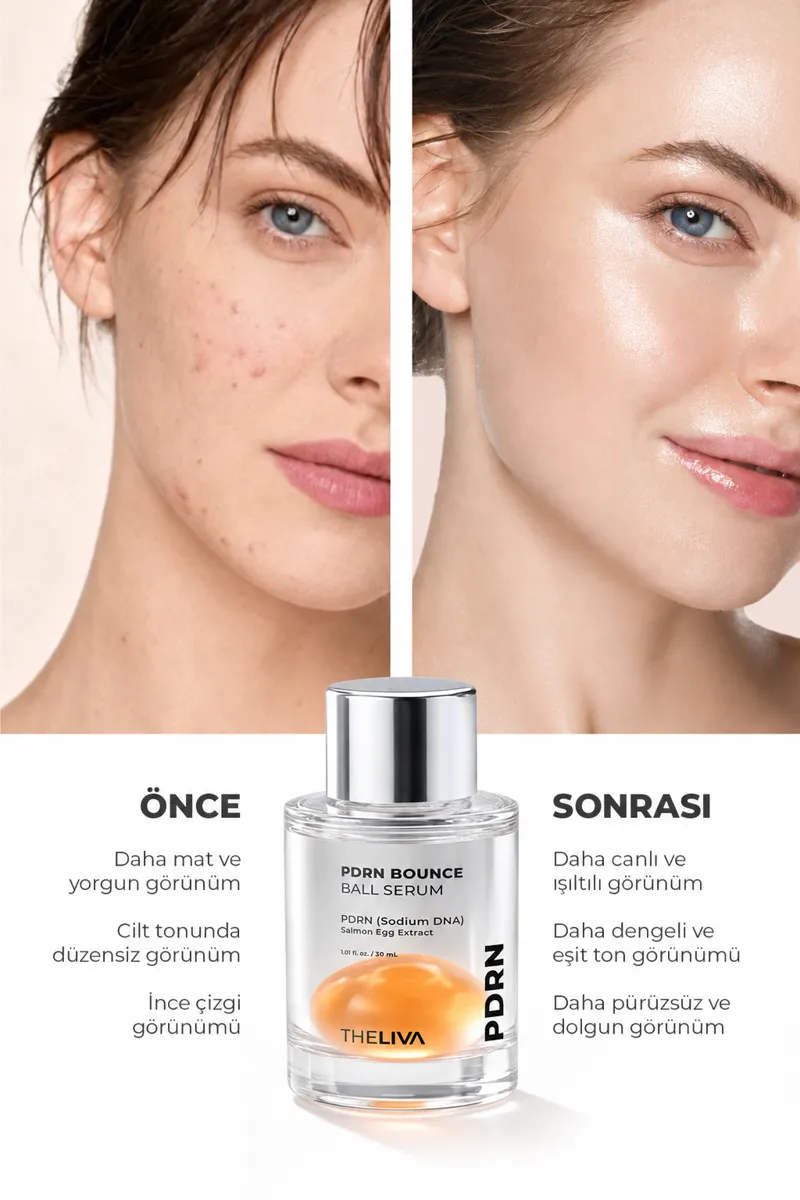 ÖNCE
Daha mat ve
yorgun görünüm
Cilt tonunda
düzensiz görünüm
İnce çizgi
görünümü
PDRN BOUNCE
BALL SERUM
PDRN (Sodium DNA)
Salmon Egg Extract
1.01 fl. oz. / 30 mL
PDRN
THELIVA
SONRASI
Daha canlı ve
ışıltılı görünüm
Daha dengeli ve
eşit ton görünümü
Daha pürüzsüz ve
dolgun görünüm